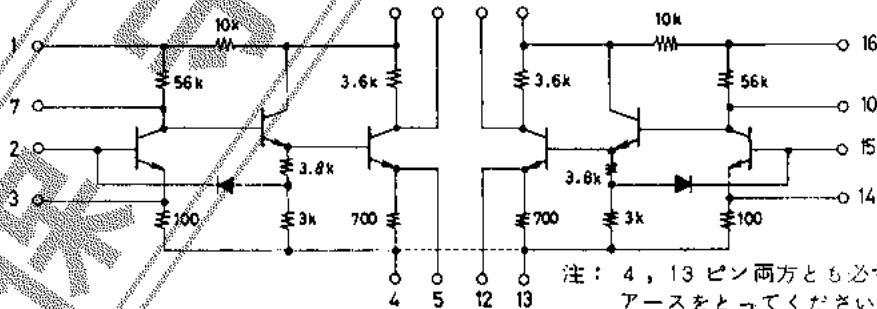 10k 10k
1 16
56k 3.6k 3.6k 56k
7 10
2 15
3.8k 3.8k
3 14
100 3k 700 700 3k 100
4 5 12 13
注： 4 , 13 ピン両方とも必
アースをとってください